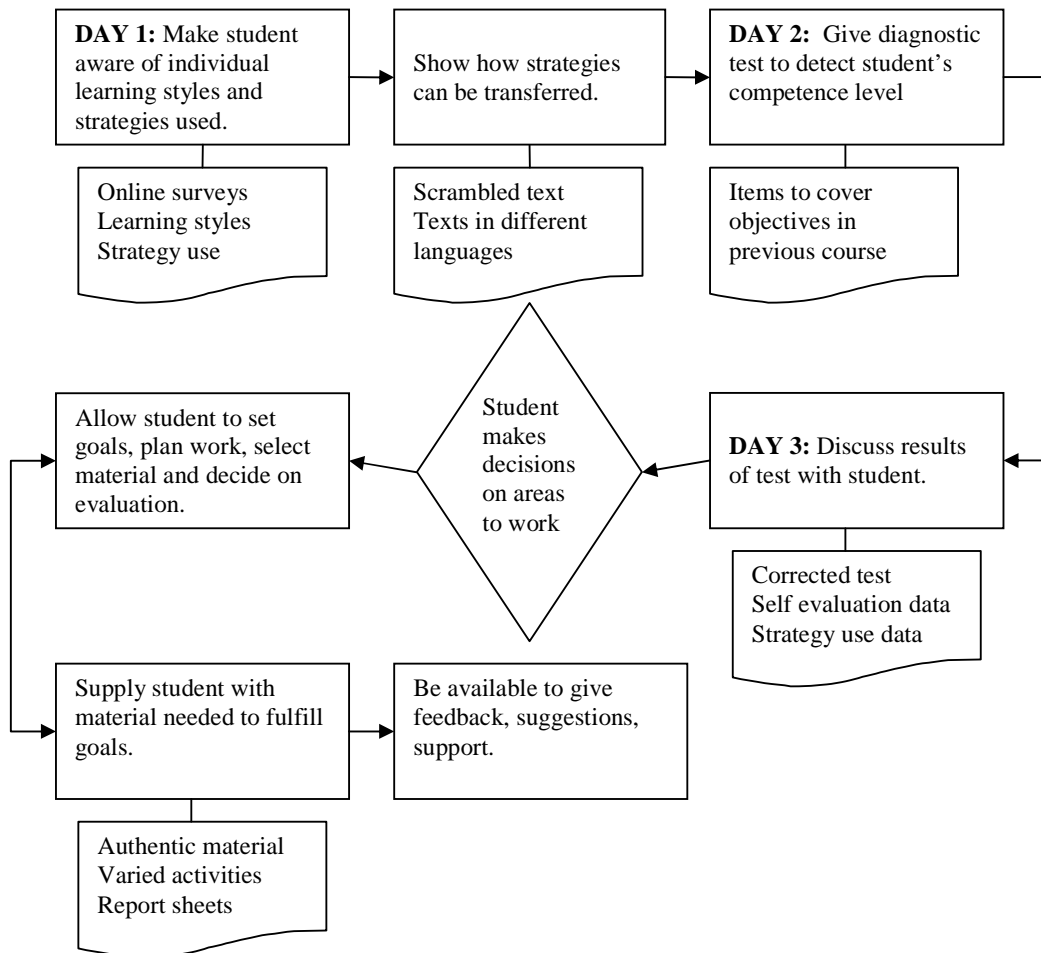 DAY 1: Make student
aware of individual
learning styles and
strategies used.
Show how strategies
can be transferred.
DAY 2:  Give diagnostic
test to detect student’s
competence level
Online surveys
Learning styles
Strategy use
Scrambled text
Texts in different
languages
Items to cover
objectives in
previous course
DAY 3: Discuss results
of test with student.
Corrected test
Self evaluation data
Strategy use data
Student
makes
decisions
on areas
to work
Allow student to set
goals, plan work, select
material and decide on
evaluation.
Supply student with
material needed to fulfill
goals.
Authentic material
Varied activities
Report sheets
Be available to give
feedback, suggestions,
support.